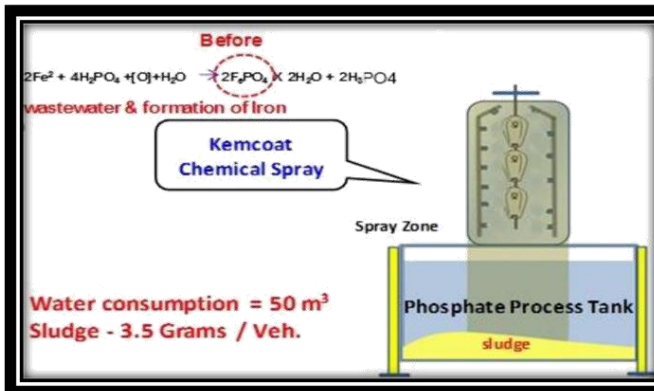 Before
2Fe² + 4H₂PO₄ +[O]+H₂O → 2FₑPO₄ X 2H₂O + 2H₃PO4
wastewater & formation of Iron
Kemcoat
Chemical Spray
Spray Zone
Water consumption = 50 m³
Sludge - 3.5 Grams / Veh.
Phosphate Process Tank
sludge